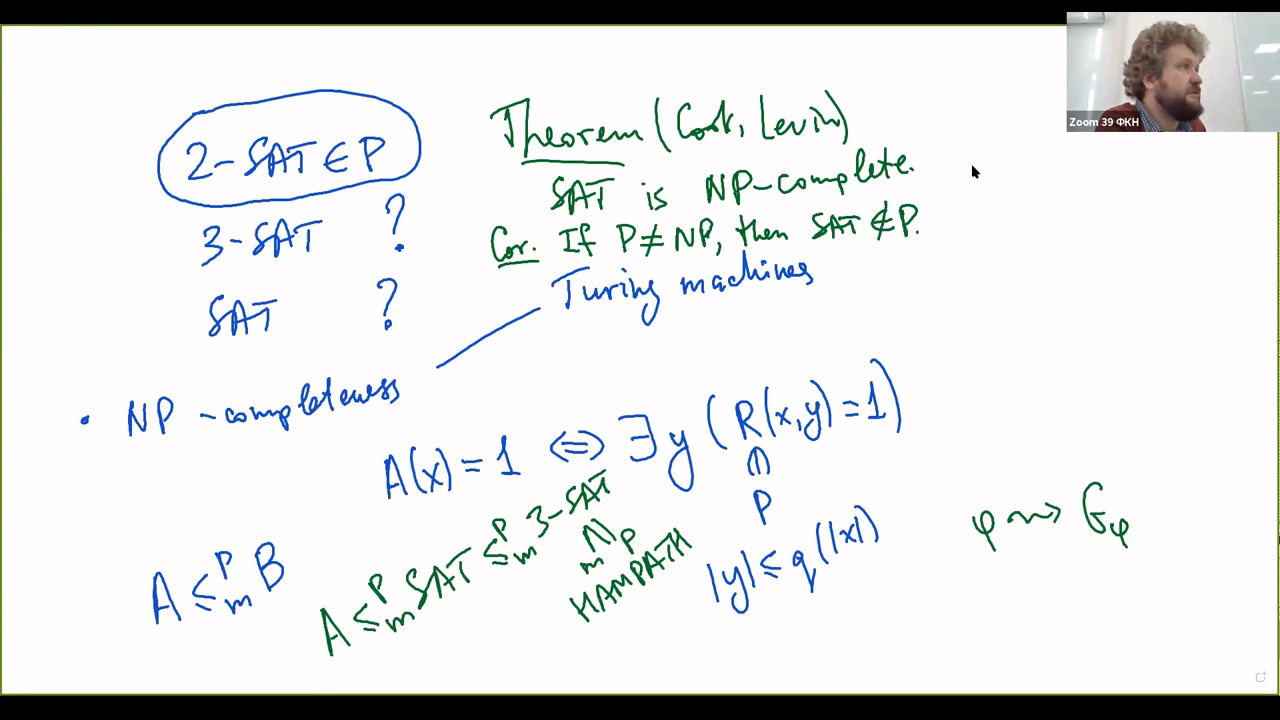 2-SAT ∈ P
3-SAT ?
SAT ?
Theorem (Cook, Levin)
SAT is NP-complete.
Cor. If P ≠ NP, then SAT ∉ P.
Turing machines
• NP-completeness
A(x) = 1 ⇔ ∃ y (R(x,y) = 1)
P
|y| ≤ q(|x|)
A ≤ᴾₘ B
A ≤ᴾₘ SAT ≤ᴾₘ 3-SAT
m P
HAMPATH
φ ⇝ G_φ
Zoom 39 ФКН